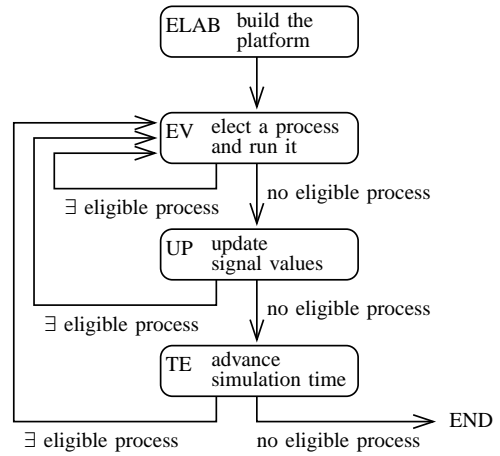 ELAB build the
platform
EV elect a process
and run it
∃ eligible process
no eligible process
UP update
signal values
∃ eligible process
no eligible process
TE advance
simulation time
∃ eligible process
no eligible process
END